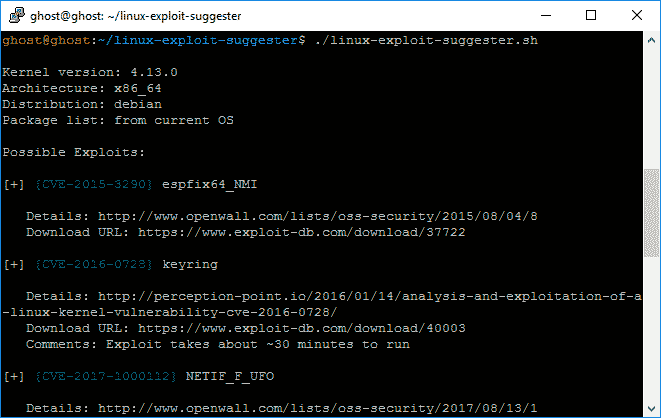 ghost@ghost: ~/linux-exploit-suggester
ghost@ghost:~/linux-exploit-suggester$ ./linux-exploit-suggester.sh
Kernel version: 4.13.0
Architecture: x86_64
Distribution: debian
Package list: from current OS
Possible Exploits:
[+] [CVE-2015-3290] espfix64_NMI
Details: http://www.openwall.com/lists/oss-security/2015/08/04/8
Download URL: https://www.exploit-db.com/download/37722
[+] [CVE-2016-0728] keyring
Details: http://perception-point.io/2016/01/14/analysis-and-exploitation-of-a
-linux-kernel-vulnerability-cve-2016-0728/
Download URL: https://www.exploit-db.com/download/40003
Comments: Exploit takes about ~30 minutes to run
[+] [CVE-2017-1000112] NETIF_F_UFO
Details: http://www.openwall.com/lists/oss-security/2017/08/13/1